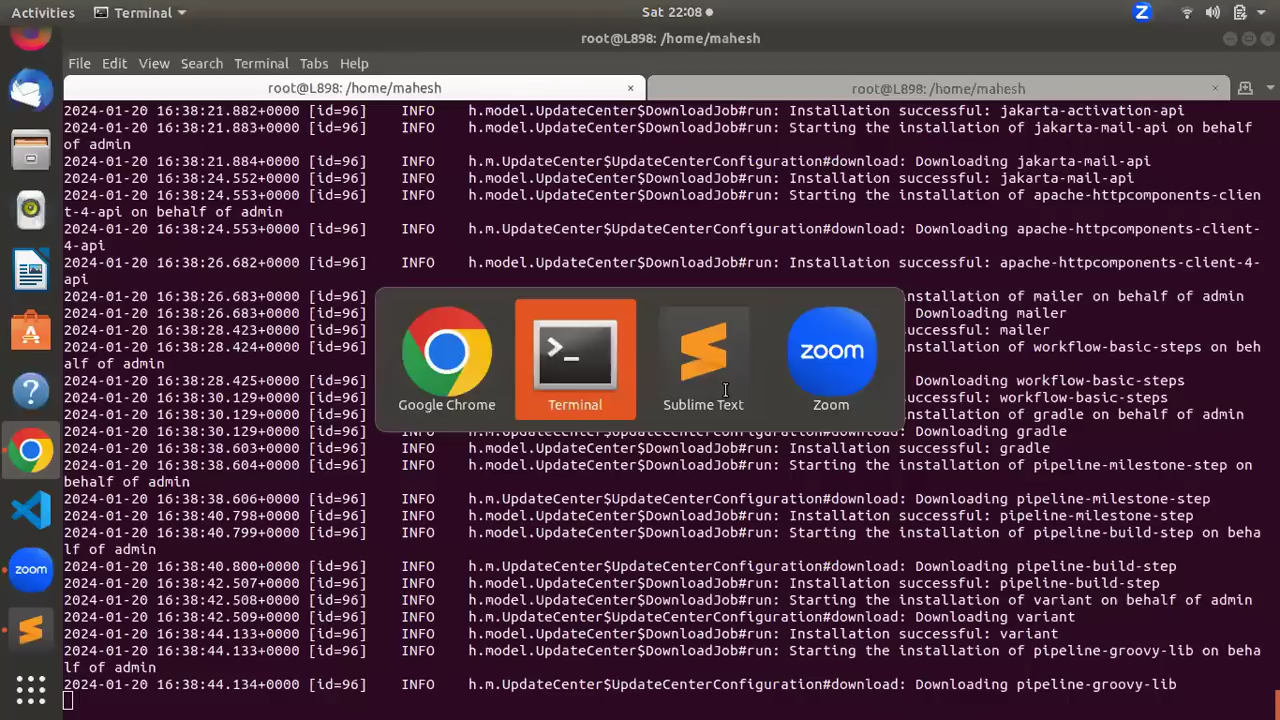 Activities Terminal Sat 22:08
root@L898: /home/mahesh
File Edit View Search Terminal Tabs Help
root@L898: /home/mahesh × root@L898: /home/mahesh ×
2024-01-20 16:38:21.882+0000 [id=96] INFO h.model.UpdateCenter$DownloadJob#run: Installation successful: jakarta-activation-api
2024-01-20 16:38:21.883+0000 [id=96] INFO h.model.UpdateCenter$DownloadJob#run: Starting the installation of jakarta-mail-api on behalf
of admin
2024-01-20 16:38:21.884+0000 [id=96] INFO h.m.UpdateCenter$UpdateCenterConfiguration#download: Downloading jakarta-mail-api
2024-01-20 16:38:24.552+0000 [id=96] INFO h.model.UpdateCenter$DownloadJob#run: Installation successful: jakarta-mail-api
2024-01-20 16:38:24.553+0000 [id=96] INFO h.model.UpdateCenter$DownloadJob#run: Starting the installation of apache-httpcomponents-clien
t-4-api on behalf of admin
2024-01-20 16:38:24.553+0000 [id=96] INFO h.m.UpdateCenter$UpdateCenterConfiguration#download: Downloading apache-httpcomponents-client-
4-api
2024-01-20 16:38:26.682+0000 [id=96] INFO h.model.UpdateCenter$DownloadJob#run: Installation successful: apache-httpcomponents-client-4-
api
2024-01-20 16:38:26.683+0000 [id=96] nstallation of mailer on behalf of admin
2024-01-20 16:38:26.683+0000 [id=96] Downloading mailer
2024-01-20 16:38:28.423+0000 [id=96] uccessful: mailer
2024-01-20 16:38:28.424+0000 [id=96] nstallation of workflow-basic-steps on beh
alf of admin
2024-01-20 16:38:28.425+0000 [id=96] Downloading workflow-basic-steps
2024-01-20 16:38:30.129+0000 [id=96] uccessful: workflow-basic-steps
2024-01-20 16:38:30.129+0000 [id=96] nstallation of gradle on behalf of admin
Google Chrome Terminal Sublime Text Zoom
zoom
2024-01-20 16:38:30.129+0000 [id=96] INFO h.m.UpdateCenter$UpdateCenterConfiguration#download: Downloading gradle
2024-01-20 16:38:38.603+0000 [id=96] INFO h.model.UpdateCenter$DownloadJob#run: Installation successful: gradle
2024-01-20 16:38:38.604+0000 [id=96] INFO h.model.UpdateCenter$DownloadJob#run: Starting the installation of pipeline-milestone-step on
behalf of admin
2024-01-20 16:38:38.606+0000 [id=96] INFO h.m.UpdateCenter$UpdateCenterConfiguration#download: Downloading pipeline-milestone-step
2024-01-20 16:38:40.798+0000 [id=96] INFO h.model.UpdateCenter$DownloadJob#run: Installation successful: pipeline-milestone-step
2024-01-20 16:38:40.799+0000 [id=96] INFO h.model.UpdateCenter$DownloadJob#run: Starting the installation of pipeline-build-step on beha
lf of admin
2024-01-20 16:38:40.800+0000 [id=96] INFO h.m.UpdateCenter$UpdateCenterConfiguration#download: Downloading pipeline-build-step
2024-01-20 16:38:42.507+0000 [id=96] INFO h.model.UpdateCenter$DownloadJob#run: Installation successful: pipeline-build-step
2024-01-20 16:38:42.508+0000 [id=96] INFO h.model.UpdateCenter$DownloadJob#run: Starting the installation of variant on behalf of admin
2024-01-20 16:38:42.509+0000 [id=96] INFO h.m.UpdateCenter$UpdateCenterConfiguration#download: Downloading variant
2024-01-20 16:38:44.133+0000 [id=96] INFO h.model.UpdateCenter$DownloadJob#run: Installation successful: variant
2024-01-20 16:38:44.133+0000 [id=96] INFO h.model.UpdateCenter$DownloadJob#run: Starting the installation of pipeline-groovy-lib on beha
lf of admin
2024-01-20 16:38:44.134+0000 [id=96] INFO h.m.UpdateCenter$UpdateCenterConfiguration#download: Downloading pipeline-groovy-lib
zoom